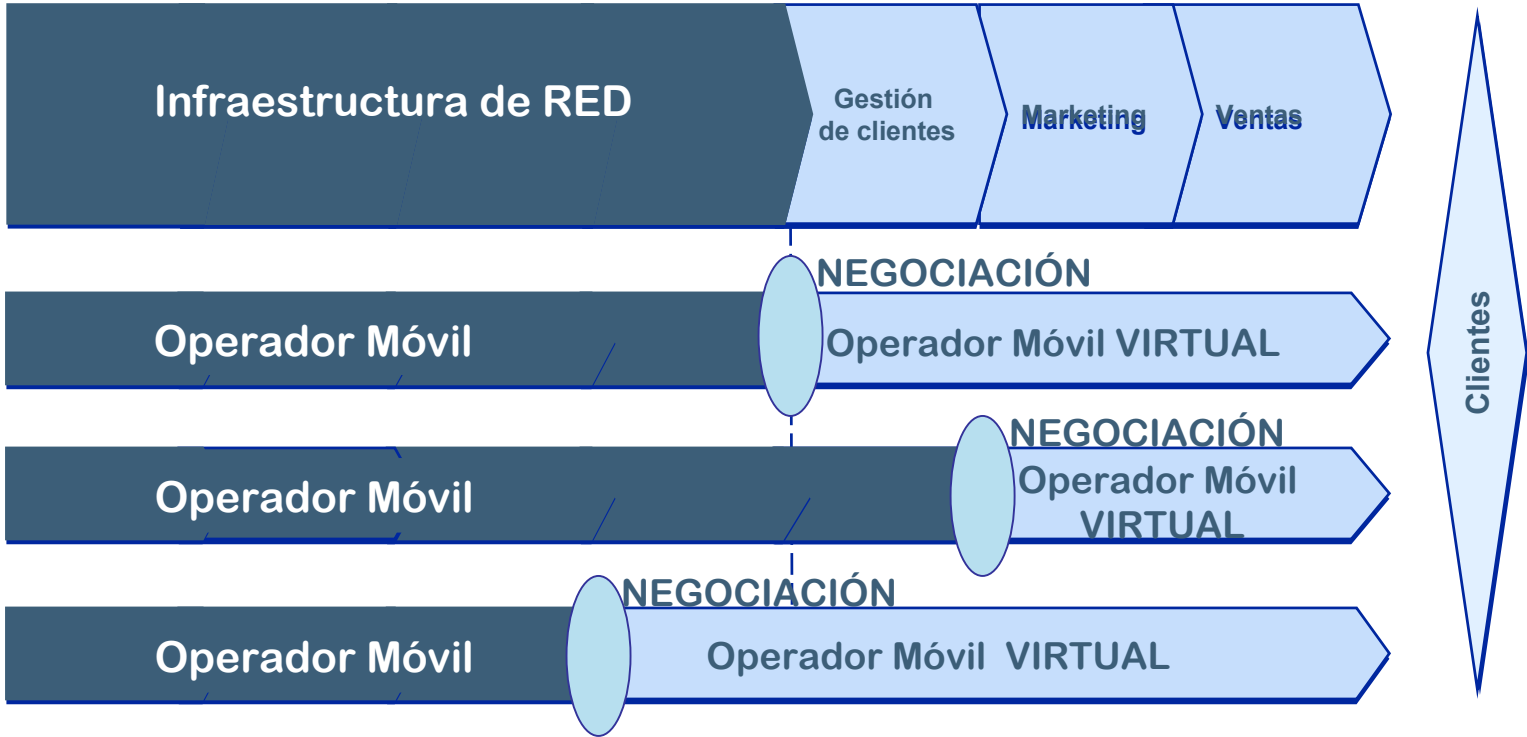 Infraestructura de RED
Gestión
de clientes
Marketing
Ventas
NEGOCIACIÓN
Operador Móvil
Operador Móvil VIRTUAL
NEGOCIACIÓN
Operador Móvil
Operador Móvil
VIRTUAL
NEGOCIACIÓN
Operador Móvil
Operador Móvil VIRTUAL
Clientes